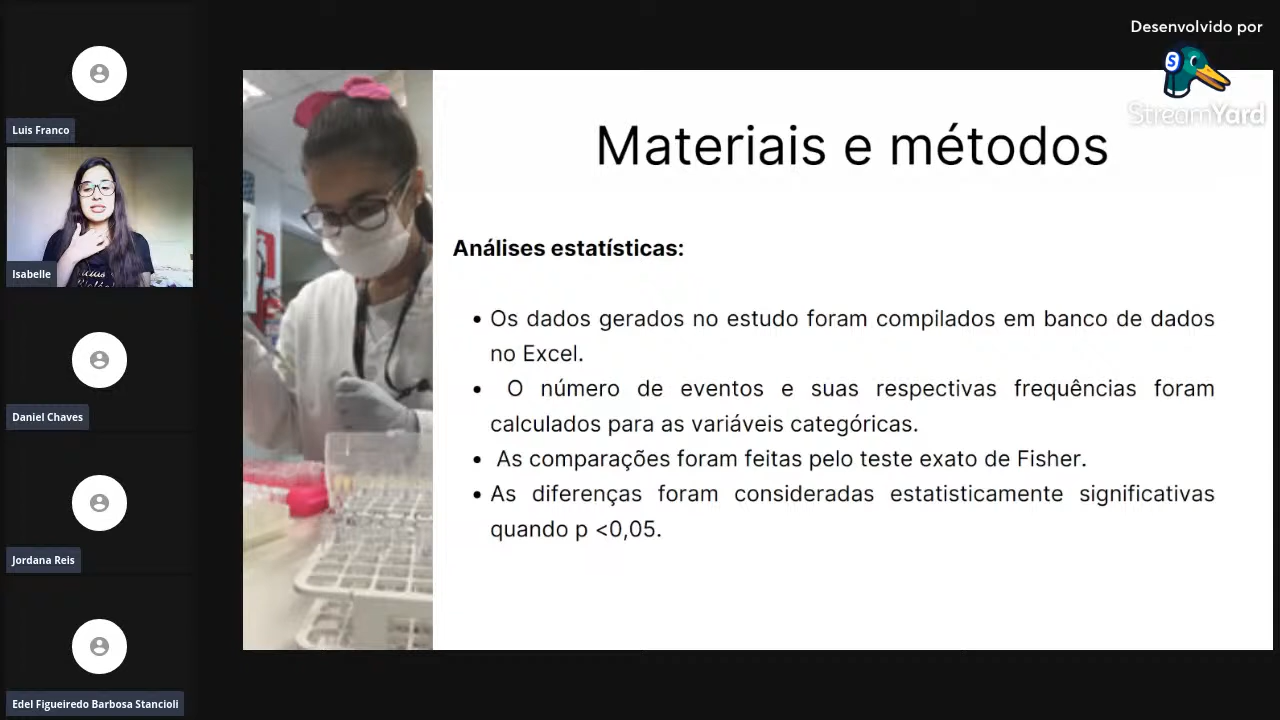 Desenvolvido por
StreamYard
Luis Franco
Isabelle
Daniel Chaves
Jordana Reis
Edel Figueiredo Barbosa Stancioli
Materiais e métodos
Análises estatísticas:
• Os dados gerados no estudo foram compilados em banco de dados
no Excel.
• O número de eventos e suas respectivas frequências foram
calculados para as variáveis categóricas.
• As comparações foram feitas pelo teste exato de Fisher.
• As diferenças foram consideradas estatisticamente significativas
quando p <0,05.